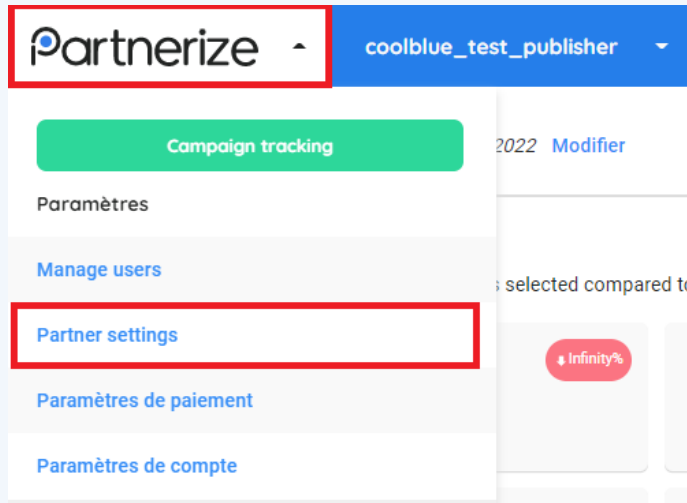 Partnerize
coolblue_test_publisher
Campaign tracking
2022 Modifier
Paramètres
Manage users
selected compared
Partner settings
Infinity%
Paramètres de paiement
Paramètres de compte